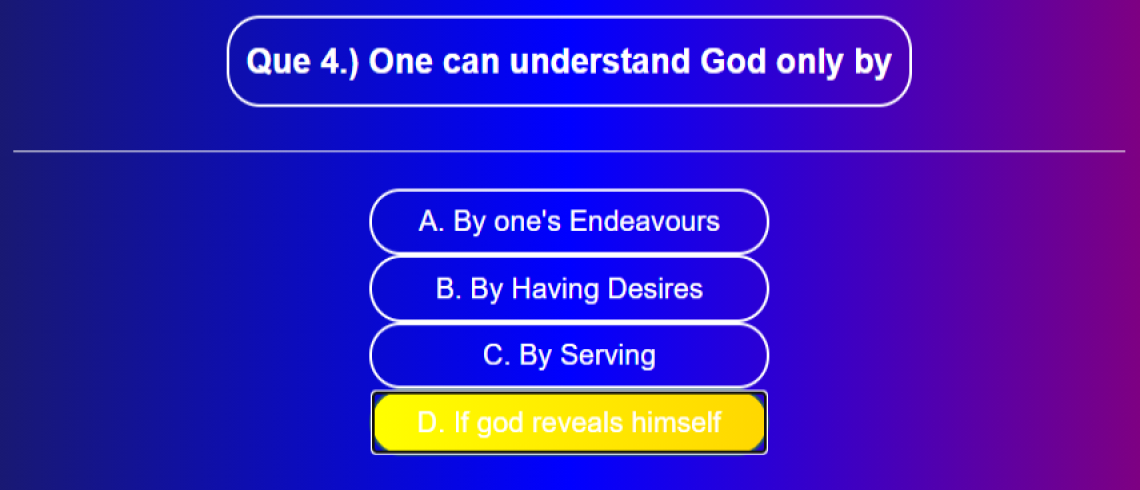 Que 4.) One can understand God only by
A. By one's Endeavours
B. By Having Desires
C. By Serving
D. If god reveals himself